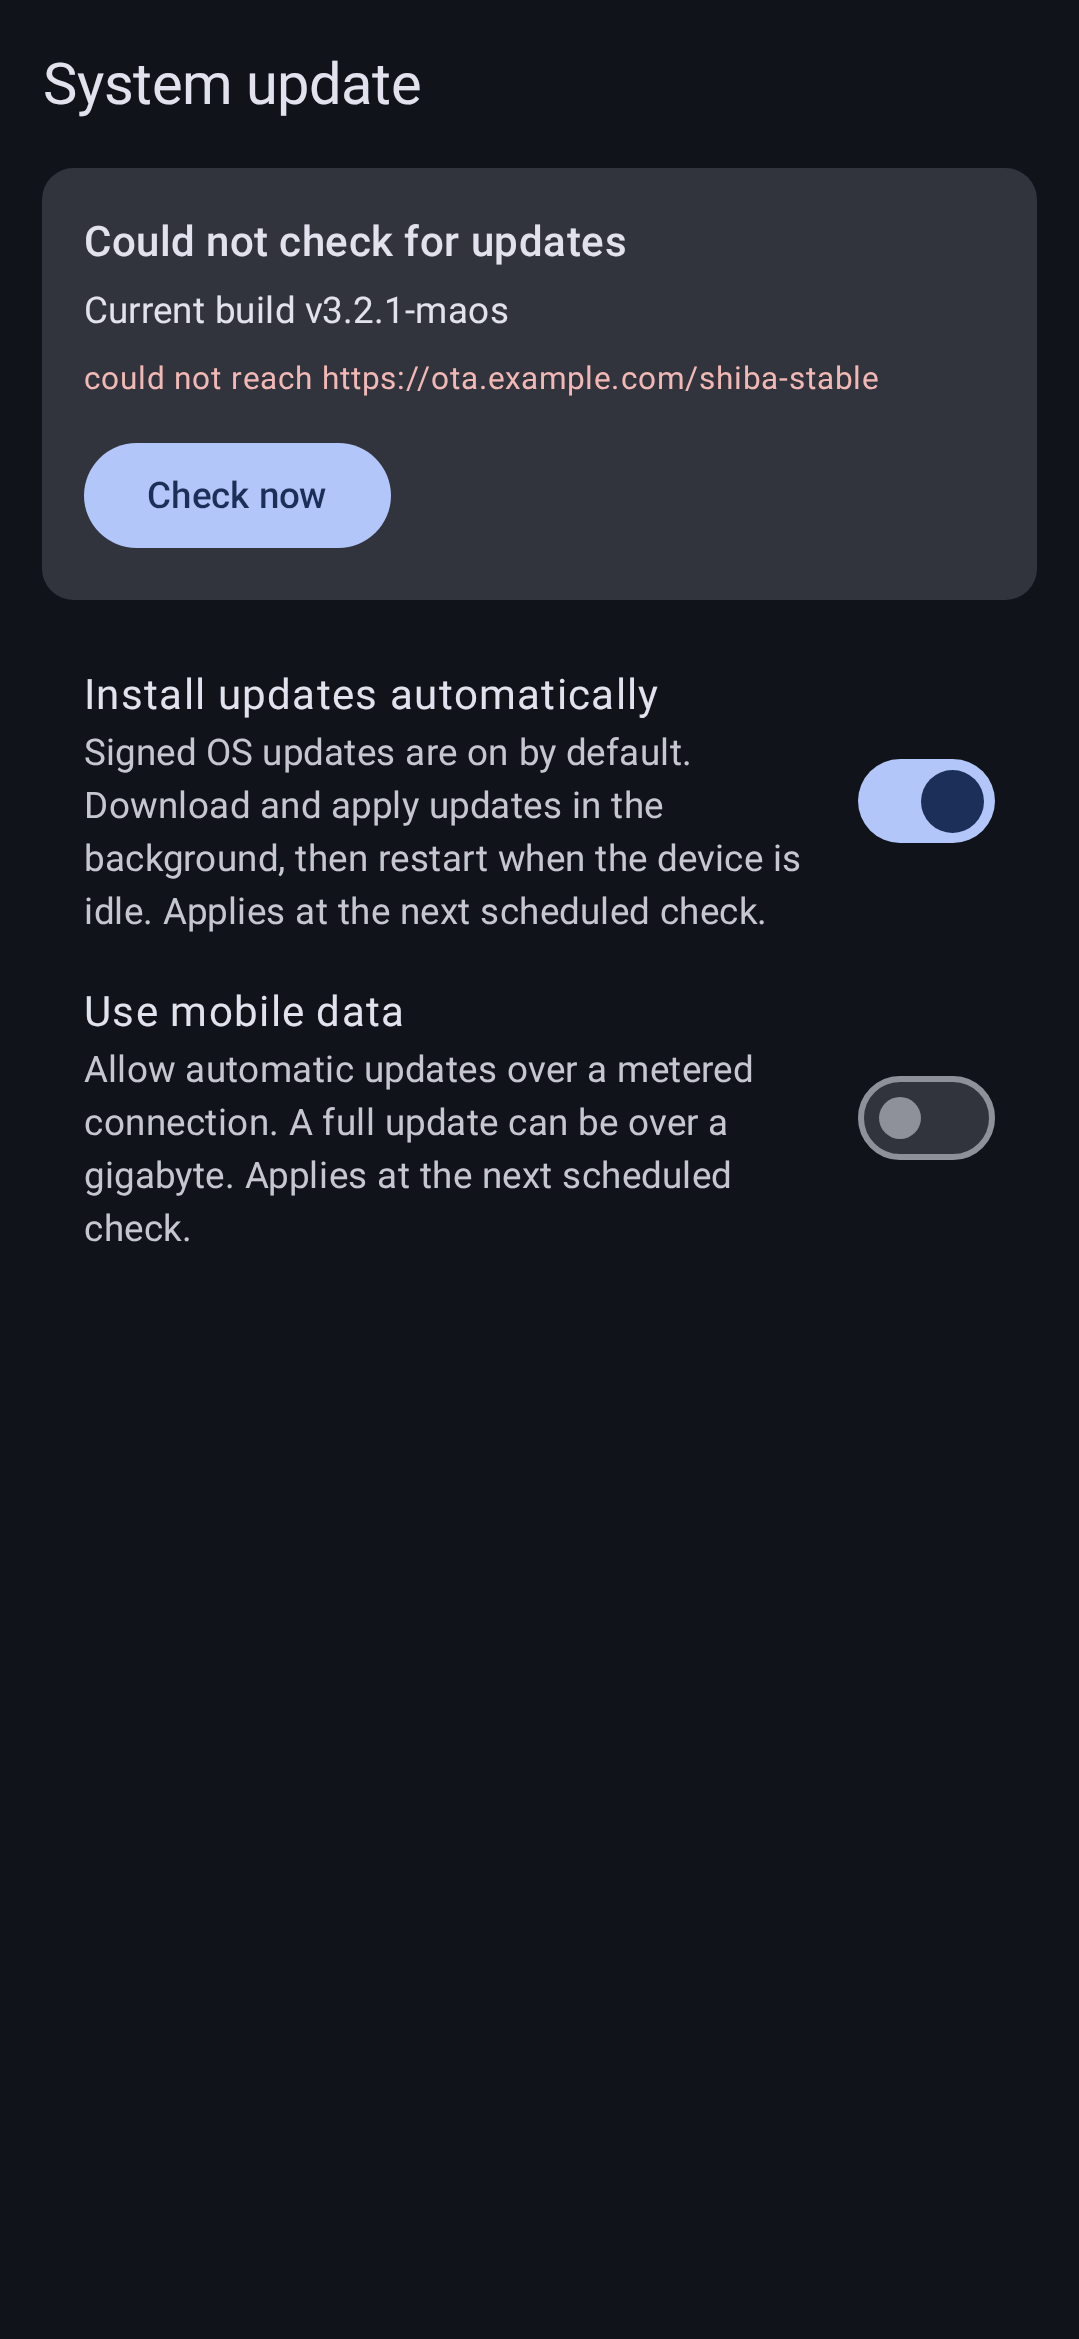 System update
Could not check for updates
Current build v3.2.1-maos
could not reach https://ota.example.com/shiba-stable
Check now
Install updates automatically
Signed OS updates are on by default.
Download and apply updates in the
background, then restart when the device is
idle. Applies at the next scheduled check.
Use mobile data
Allow automatic updates over a metered
connection. A full update can be over a
gigabyte. Applies at the next scheduled
check.